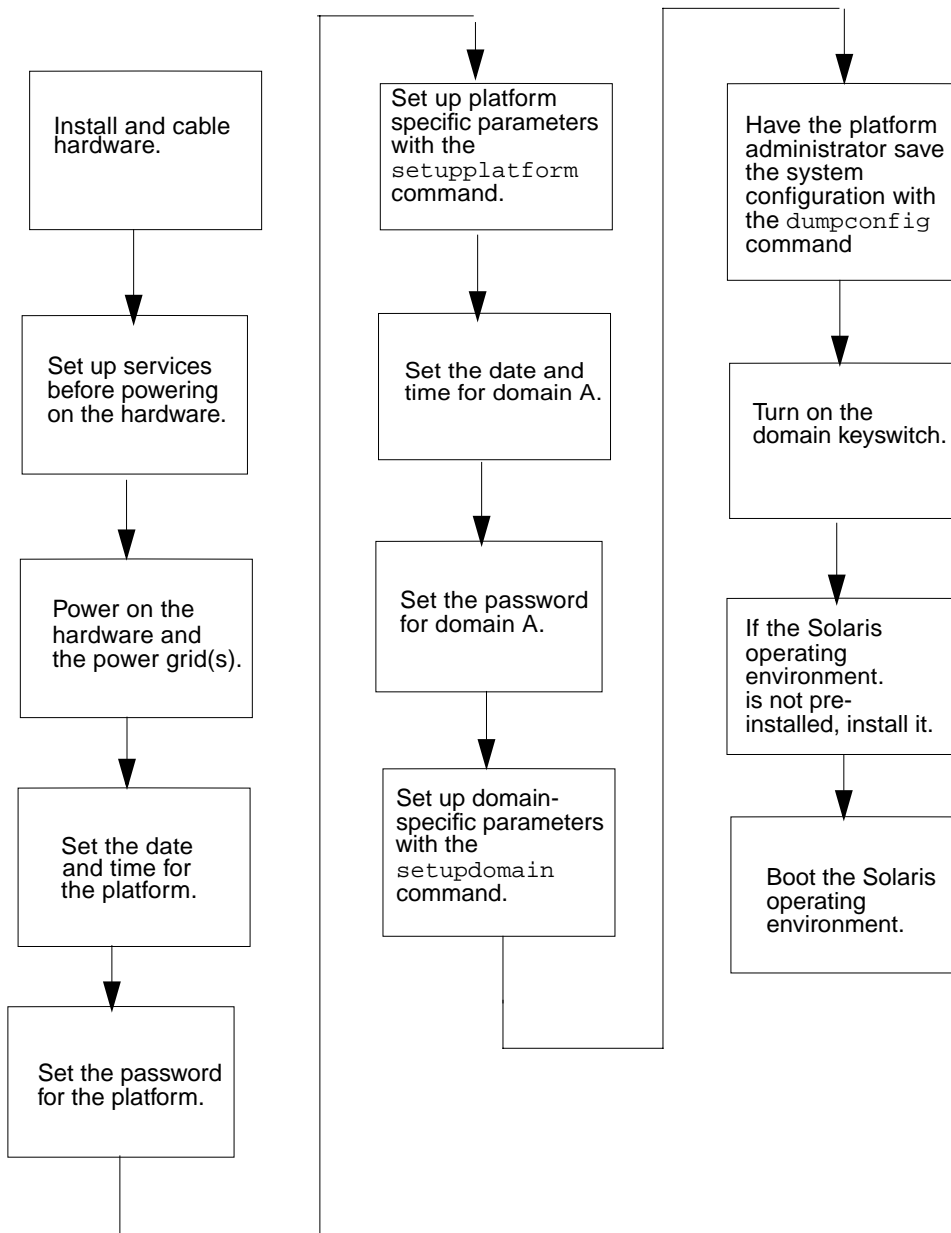 Install and cable
hardware.
Set up services
before powering
on the hardware.
Power on the
hardware and
the power grid(s).
Set the date
and time for
the platform.
Set the password
for the platform.
Set up platform
specific parameters
with the
setupplatform
command.
Set the date and
time for domain A.
Set the password
for domain A.
Set up domain-
specific parameters
with the
setupdomain
command.
Have the platform
administrator save
the system
configuration with
the dumpconfig
command
Turn on the
domain keyswitch.
If the Solaris
operating
environment.
is not pre-
installed, install it.
Boot the Solaris
operating
environment.